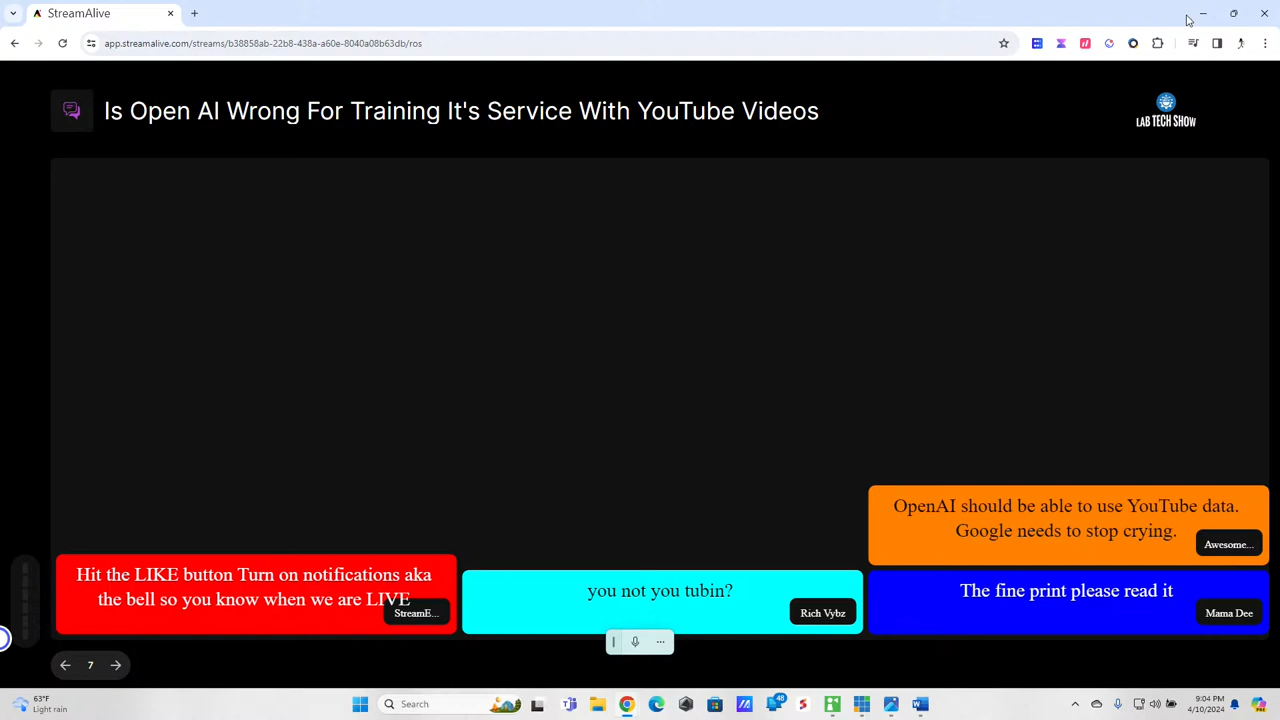 StreamAlive
app.streamalive.com/streams/b38858ab-22b8-438a-a60e-8040a08b63db/ros
Is Open AI Wrong For Training It's Service With YouTube Videos
LAB TECH SHOW
OpenAI should be able to use YouTube data.
Google needs to stop crying.
Awesome...
Hit the LIKE button Turn on notifications aka
the bell so you know when we are LIVE
StreamE...
you not you tubin?
Rich Vybz
The fine print please read it
Mama Dee
7
63°F
Light rain
Search
48
9:04 PM
4/10/2024